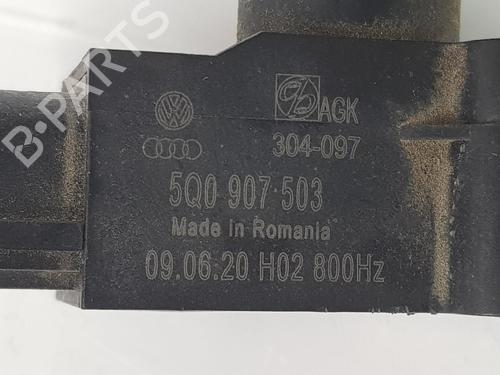 AGK
304-097
5Q0 907 503
Made in Romania
09.06.20 H02 800Hz
B-PARTS